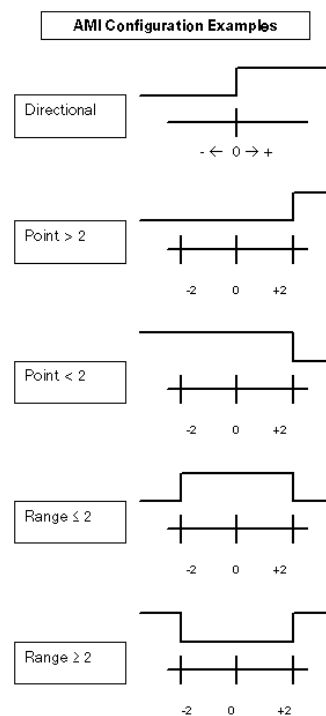 AMI Configuration Examples
Directional
- ← 0 → +
Point > 2
-2 0 +2
Point < 2
-2 0 +2
Range ≤ 2
-2 0 +2
Range ≥ 2
-2 0 +2